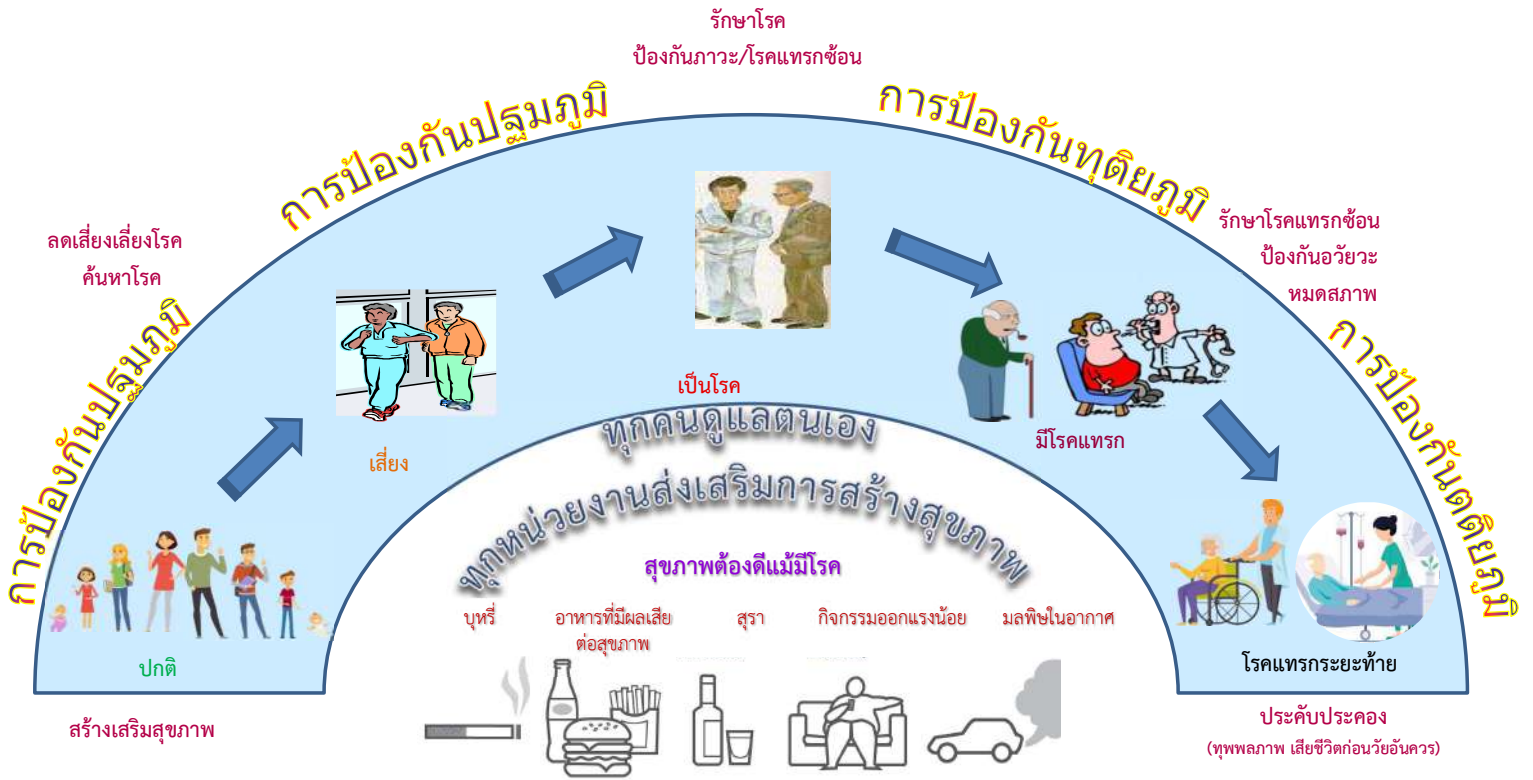 รักษาโรค
ป้องกันภาวะ/โรคแทรกซ้อน
การป้องกันปฐมภูมิ
การป้องกันทุติยภูมิ
ลดเสี่ยงเลี่ยงโรค
ค้นหาโรค
รักษาโรคแทรกซ้อน
ป้องกันอวัยวะ
หมดสภาพ
การป้องกันปฐมภูมิ
การป้องกันตติยภูมิ
เป็นโรค
เสี่ยง
มีโรคแทรก
ทุกคนดูแลตนเอง
ทุกหน่วยงานส่งเสริมการสร้างสุขภาพ
สุขภาพต้องดีแม้มีโรค
บุหรี่
อาหารที่มีผลเสีย
ต่อสุขภาพ
สุรา
กิจกรรมออกแรงน้อย
มลพิษในอากาศ
ปกติ
โรคแทรกระยะท้าย
สร้างเสริมสุขภาพ
ประคับประคอง
(ทุพพลภาพ เสียชีวิตก่อนวัยอันควร)